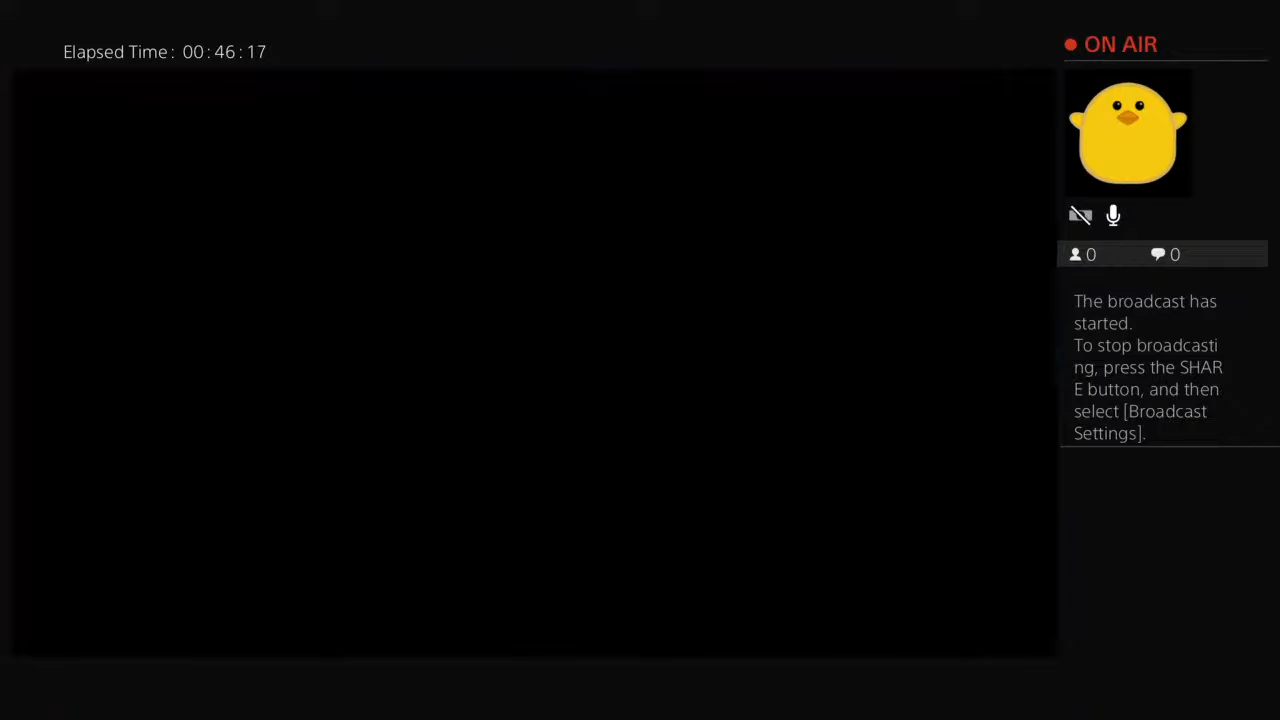 Elapsed Time: 00:46:17
ON AIR
0 0
The broadcast has
started.
To stop broadcasti
ng, press the SHAR
E button, and then
select [Broadcast
Settings].